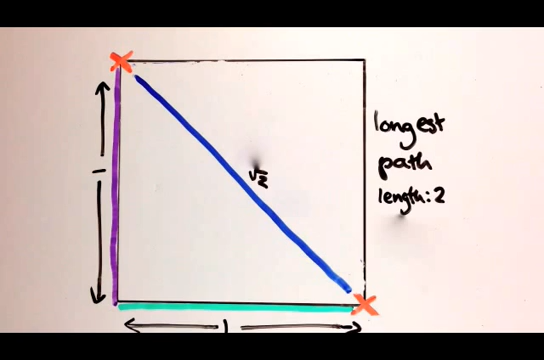 longest
path
length: 2
√2
1
1